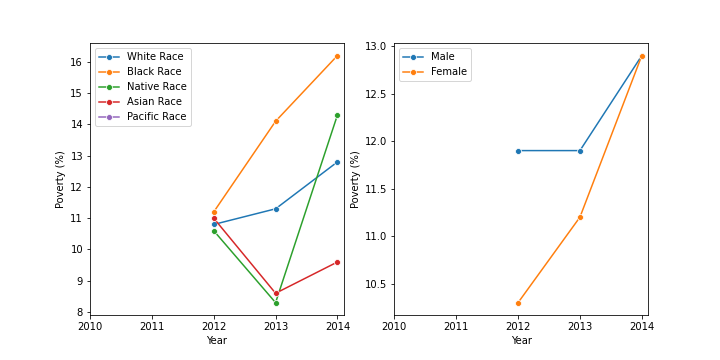 White Race
Black Race
Native Race
Asian Race
Pacific Race
16
15
14
13
12
11
10
9
8
Poverty (%)
2010 2011 2012 2013 2014
Year
Male
Female
13.0
12.5
12.0
11.5
11.0
10.5
Poverty (%)
2010 2011 2012 2013 2014
Year